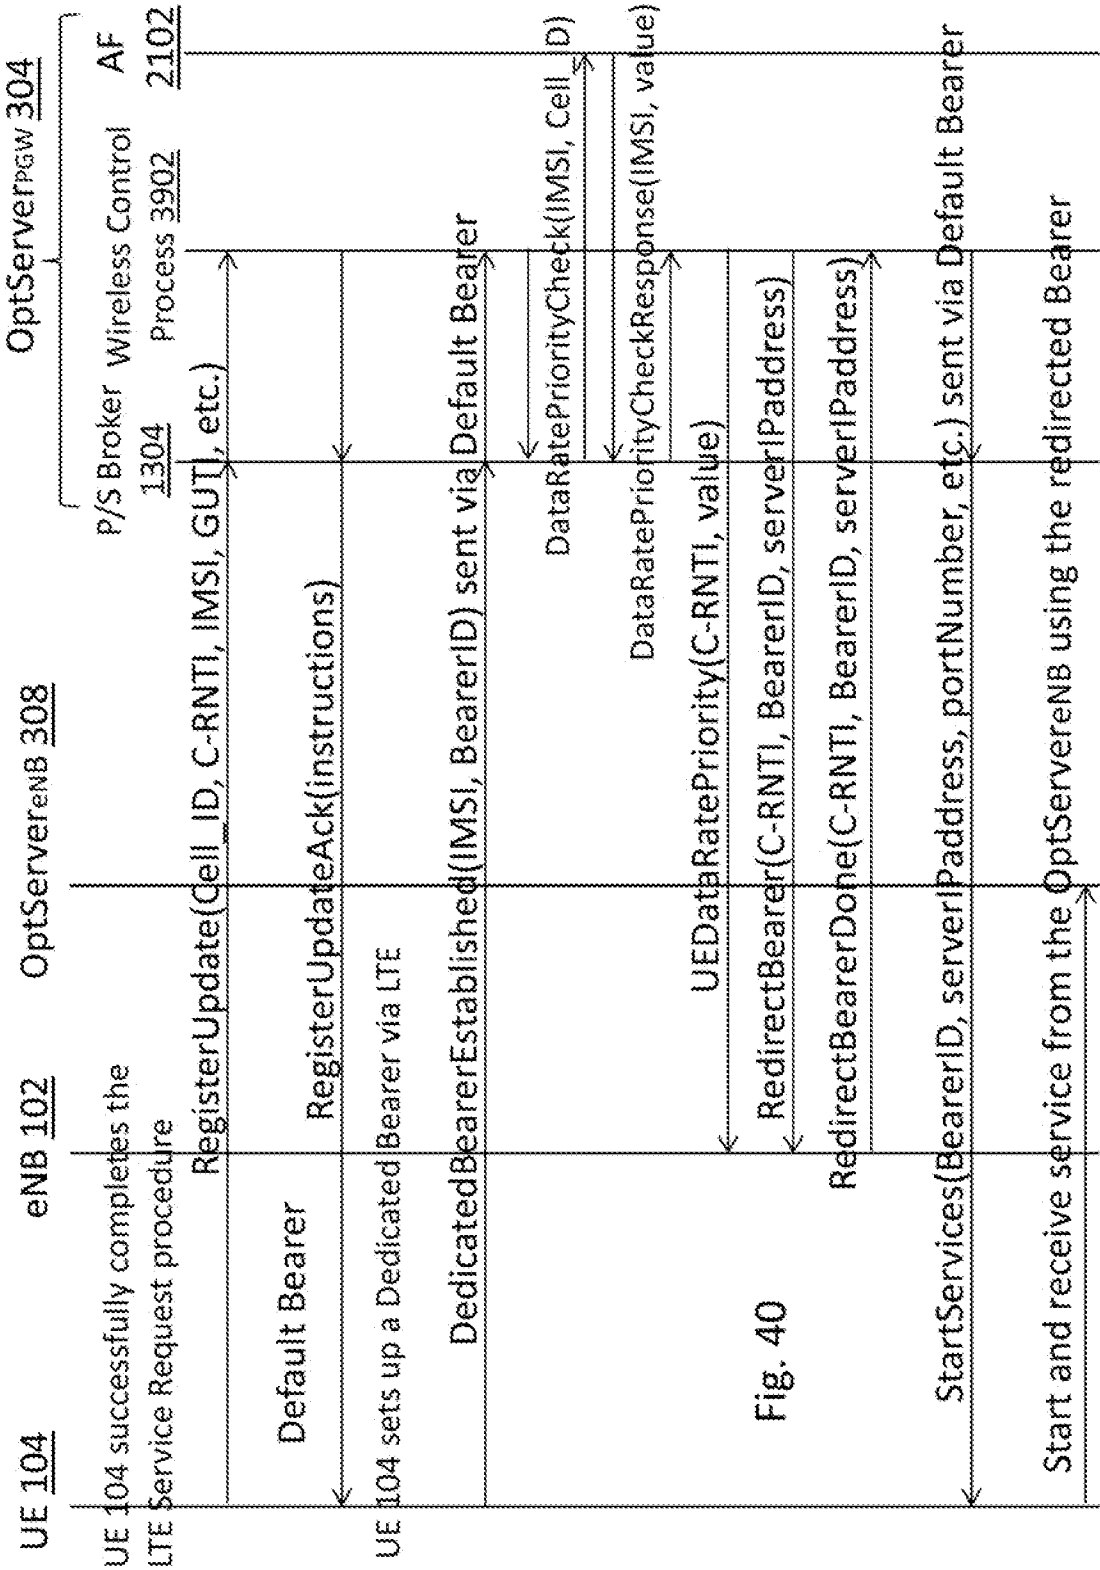 UE 104
eNB 102
OptServereNB 308
OptServerPGW 304
P/S Broker
1304
Wireless Control
Process 3902
AF
2102
UE 104 successfully completes the
LTE Service Request procedure
RegisterUpdate(Cell_ID, C-RNTI, IMSI, GUTI, etc.)
Default Bearer
RegisterUpdateAck(instructions)
UE 104 sets up a Dedicated Bearer via LTE
DedicatedBearerEstablished(IMSI, BearerID) sent via Default Bearer
DataRatePriorityCheck(IMSI, Cell_ID)
DataRatePriorityCheckResponse(IMSI, value)
UEDataRatePriority(C-RNTI, value)
RedirectBearer(C-RNTI, BearerID, serverIPaddress)
RedirectBearerDone(C-RNTI, BearerID, serverIPaddress)
StartServices(BearerID, serverIPaddress, portNumber, etc.) sent via Default Bearer
Start and receive service from the OptServereNB using the redirected Bearer
Fig. 40